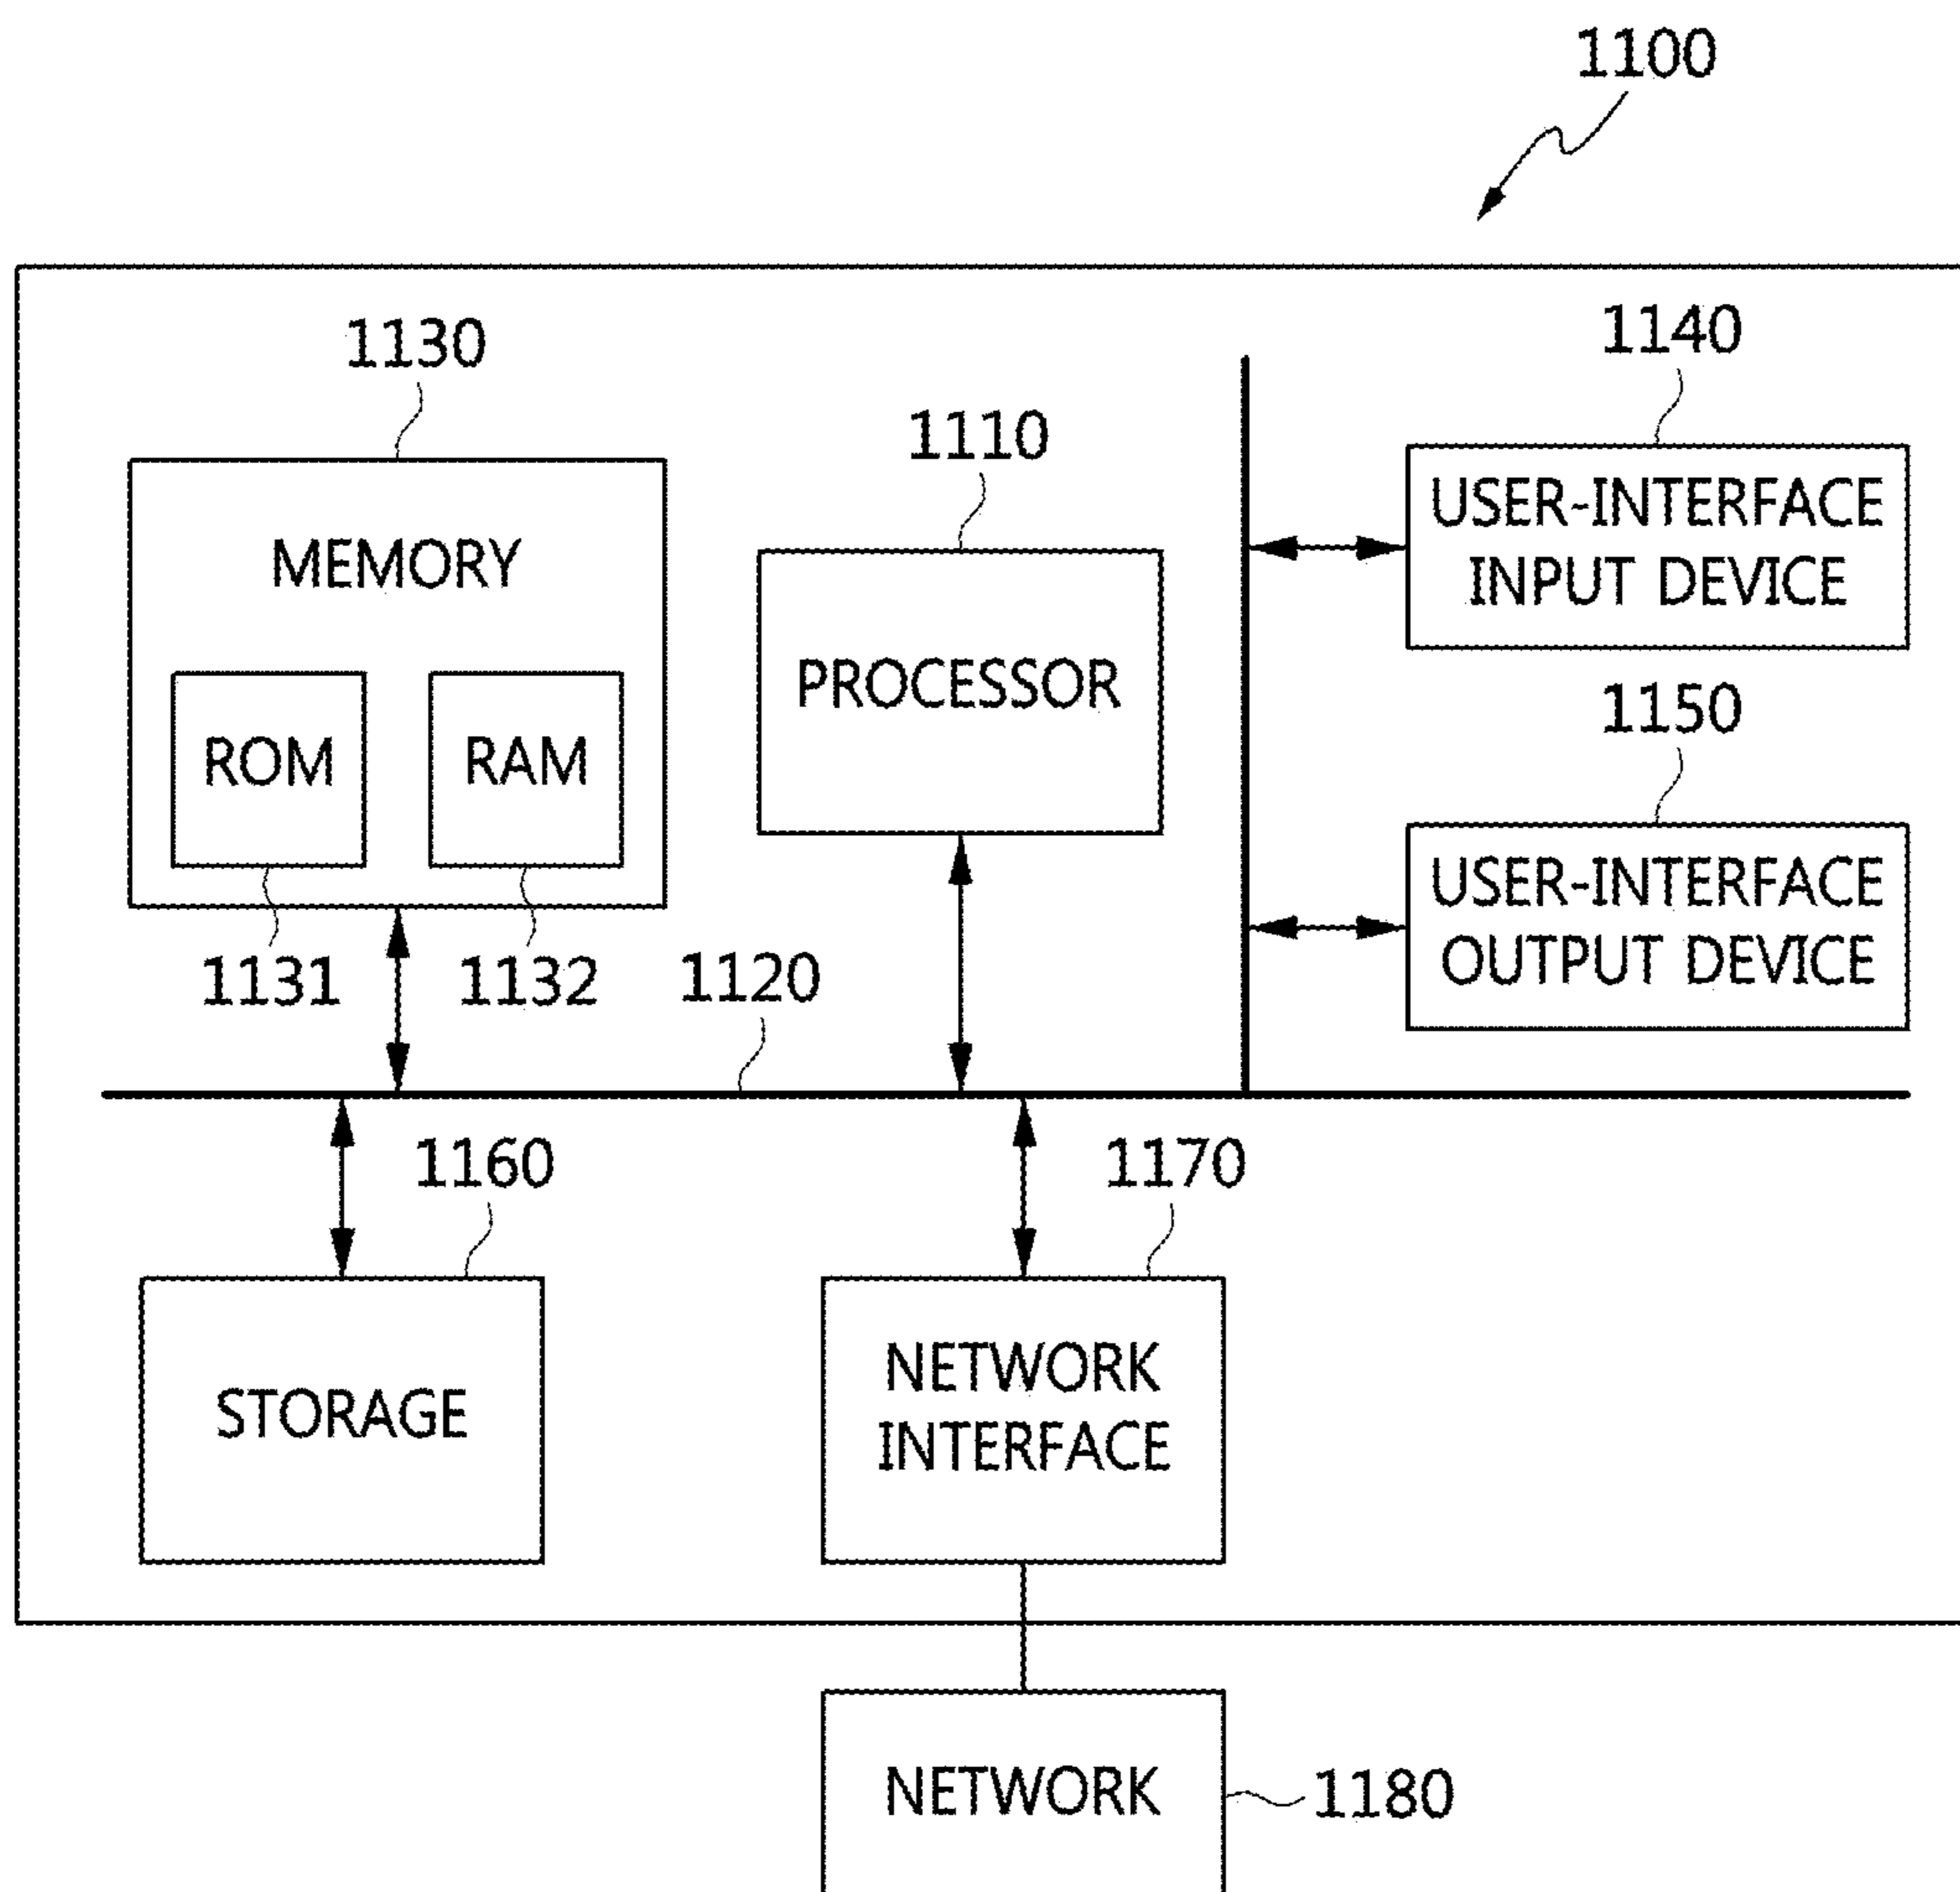 1100
1130
1140
1110
USER-INTERFACE
INPUT DEVICE
MEMORY
PROCESSOR
1150
ROM
RAM
USER-INTERFACE
OUTPUT DEVICE
1131
1132
1120
1160
1170
STORAGE
NETWORK
INTERFACE
NETWORK
1180